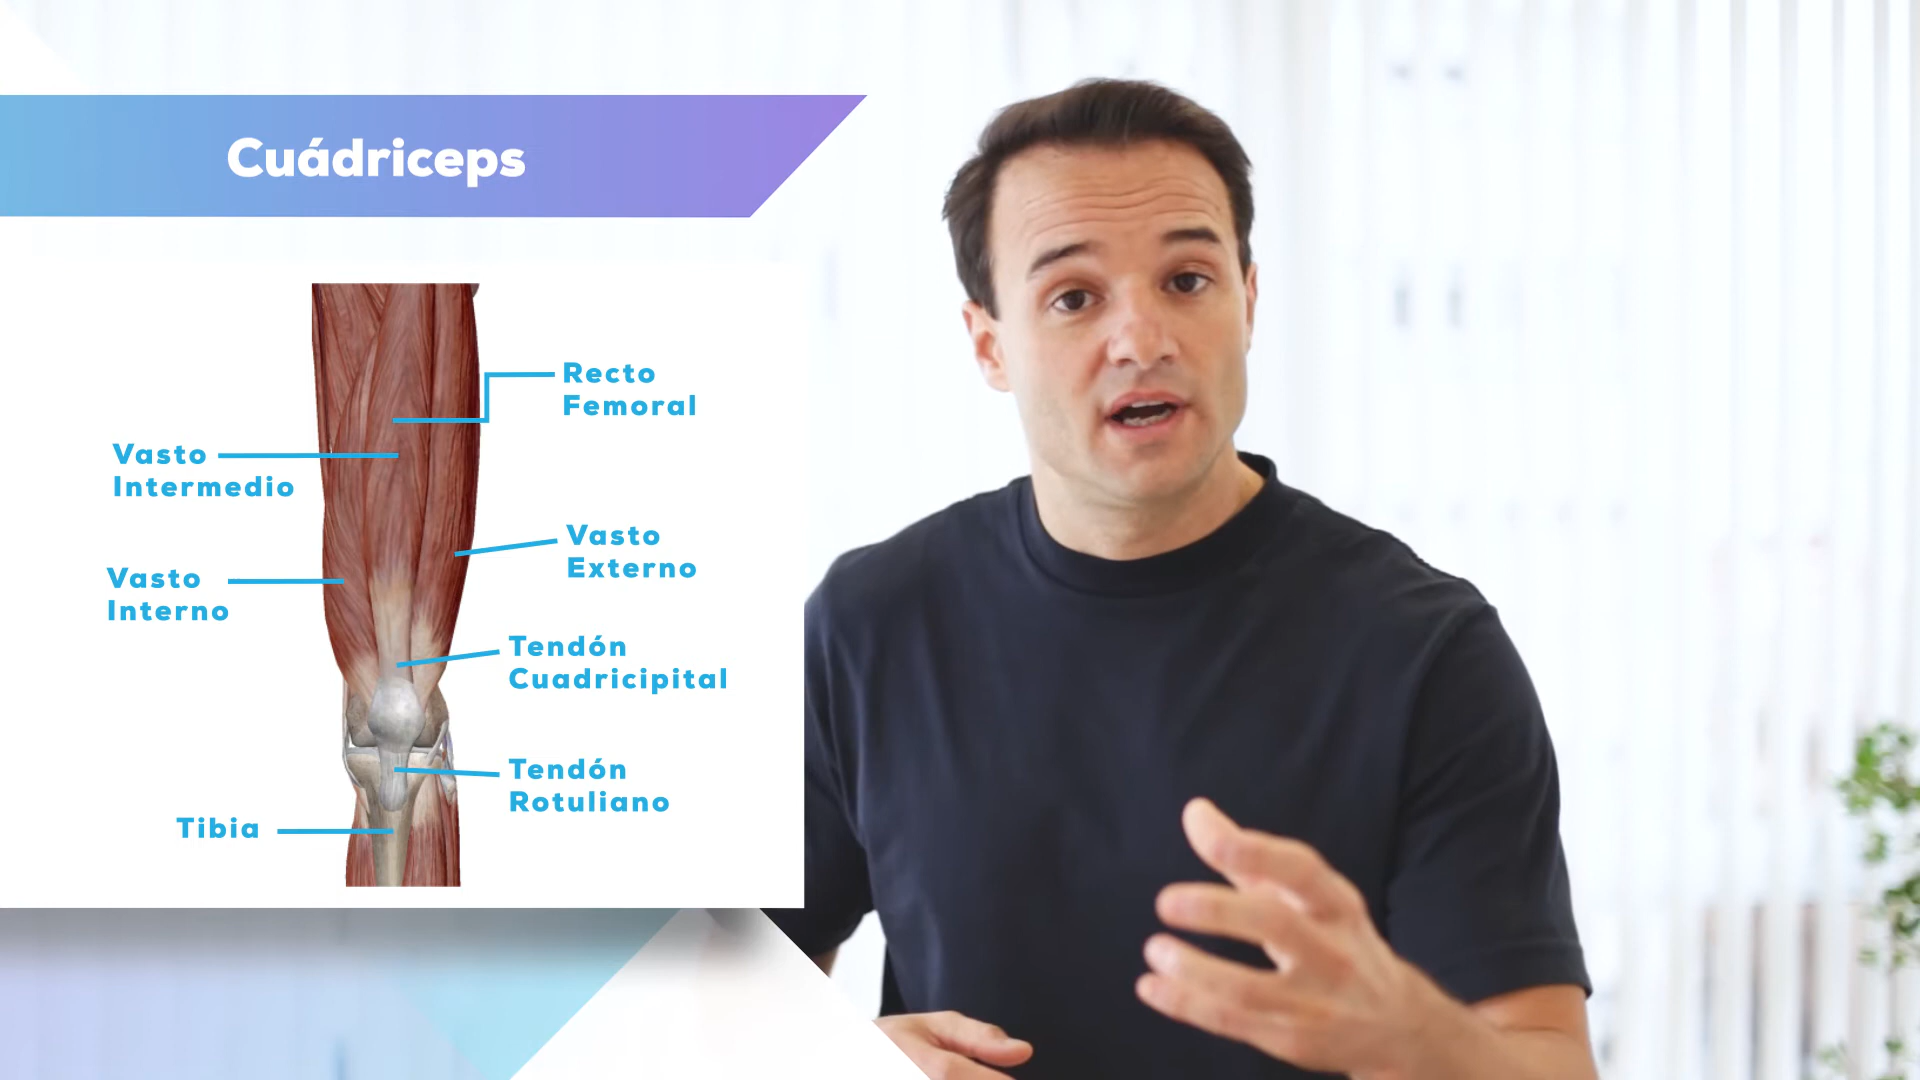 Cuádriceps
Recto
Femoral
Vasto
Intermedio
Vasto
Externo
Vasto
Interno
Tendón
Cuadricipital
Tendón
Rotuliano
Tibia